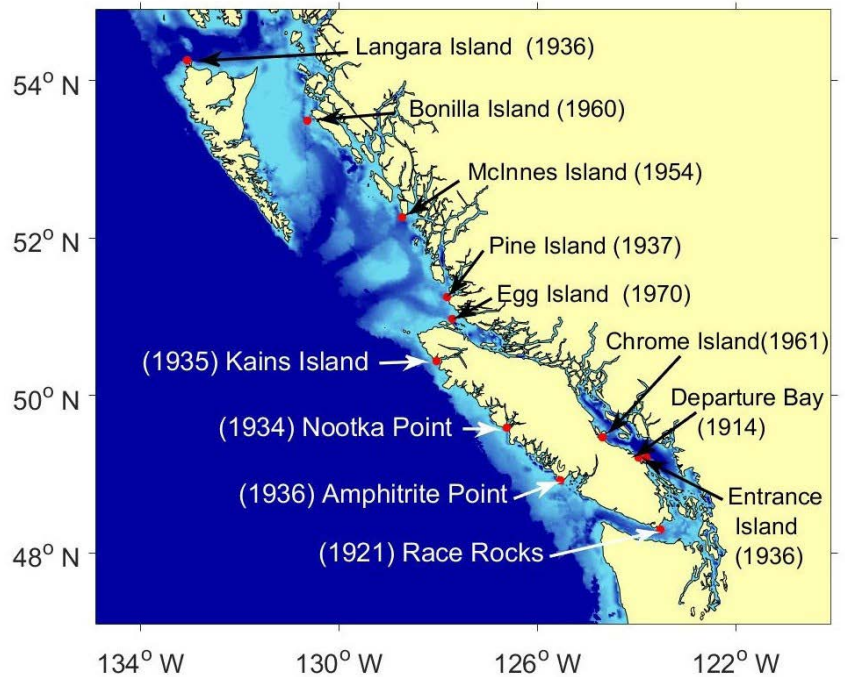 Langara Island (1936)
54° N
Bonilla Island (1960)
McInnes Island (1954)
52° N
Pine Island (1937)
Egg Island (1970)
Chrome Island(1961)
(1935) Kains Island
Departure Bay
(1914)
50° N
(1934) Nootka Point
(1936) Amphitrite Point
Entrance
Island
(1936)
(1921) Race Rocks
48° N
134° W
130° W
126° W
122° W